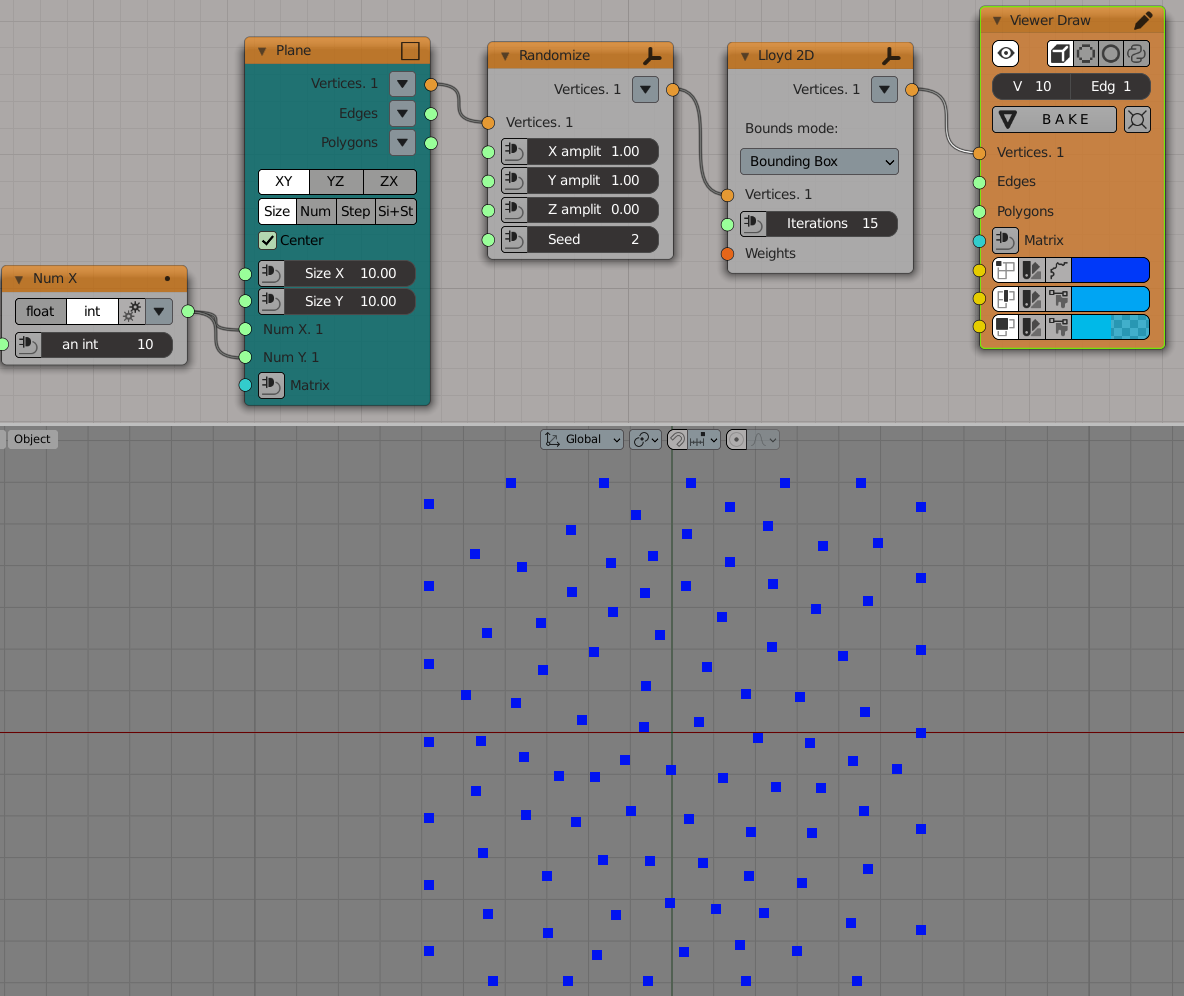 Num X
float int
an int 10
Plane
Vertices. 1
Edges
Polygons
XY YZ ZX
Size Num Step Si+St
Center
Size X 10.00
Size Y 10.00
Num X. 1
Num Y. 1
Matrix
Randomize
Vertices. 1
Vertices. 1
X amplit 1.00
Y amplit 1.00
Z amplit 0.00
Seed 2
Lloyd 2D
Vertices. 1
Bounds mode:
Bounding Box
Vertices. 1
Iterations 15
Weights
Viewer Draw
V 10 Edg 1
BAKE
Vertices. 1
Edges
Polygons
Matrix
Object
Global